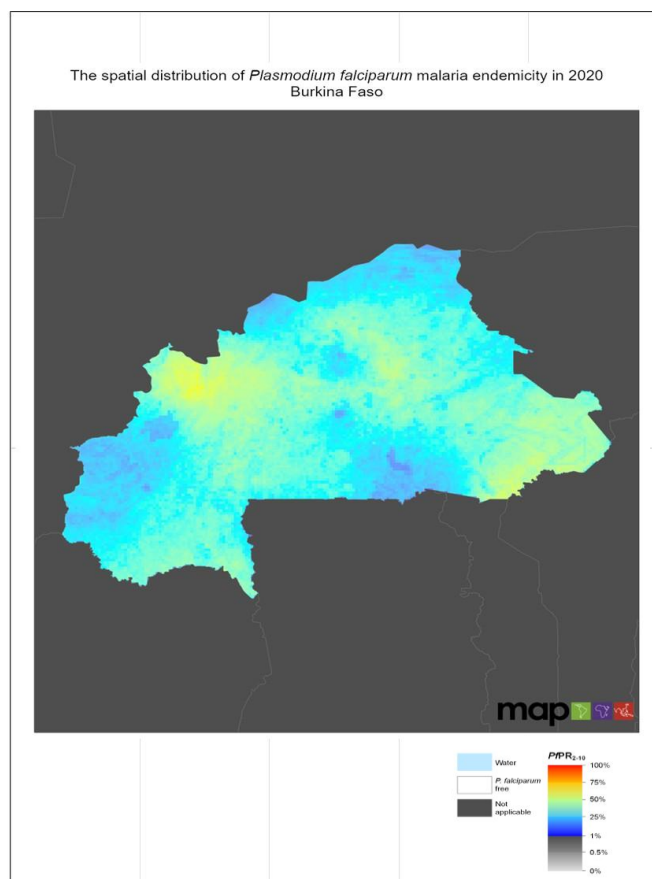 The spatial distribution of Plasmodium falciparum malaria endemicity in 2020
Burkina Faso
map
Water
P. falciparum
free
Not
applicable
PfPR2-10
100%
75%
50%
25%
1%
0.5%
0%